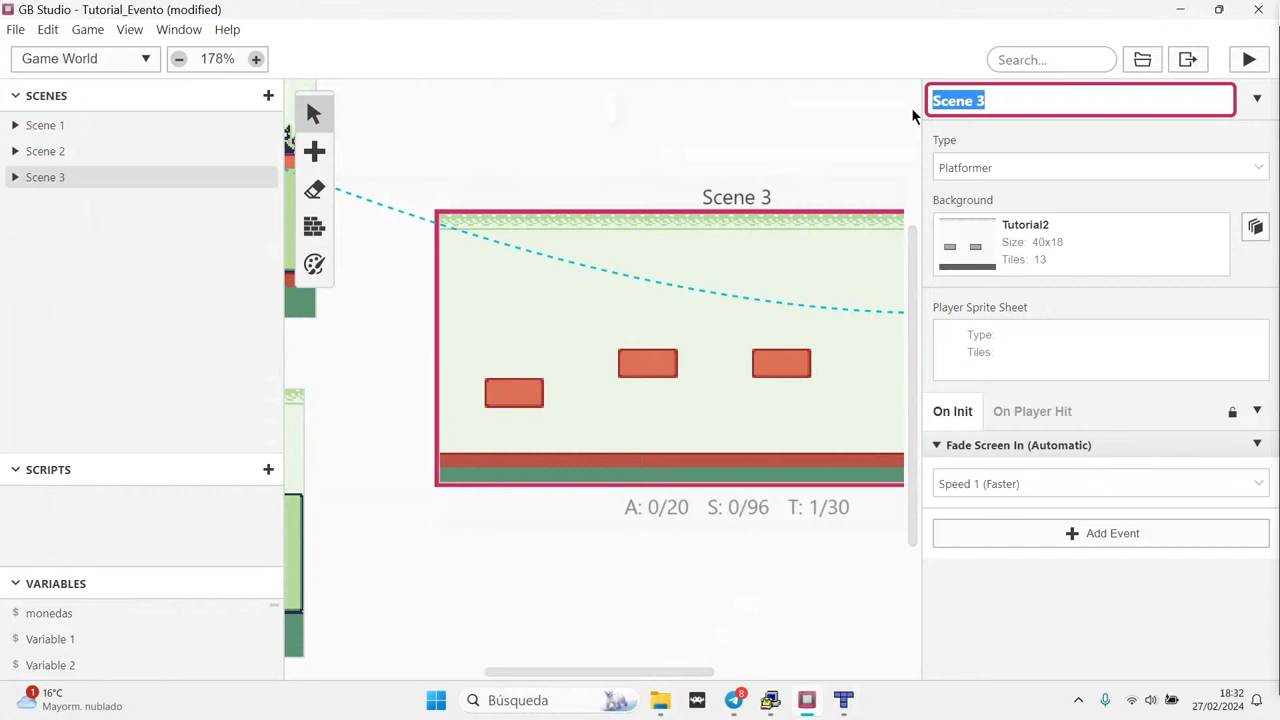 GB Studio - Tutorial_Evento (modified)
File Edit Game View Window Help
Game World ▼ 178% Search...
SCENES
Scene 1
Scene 2
Scene 3
SCRIPTS
VARIABLES
$ monedas
$ Variable 1
$ Variable 2
Scene 3
A: 0/20 S: 0/96 T: 1/30
Scene 3
Type
Platformer
Background
Tutorial2
Size: 40x18
Tiles: 13
Player Sprite Sheet
Type:
Tiles:
On Init On Player Hit
Fade Screen In (Automatic)
Speed 1 (Faster)
Add Event
1 16°C
Mayorm. nublado
Búsqueda
8
18:32
27/02/2024